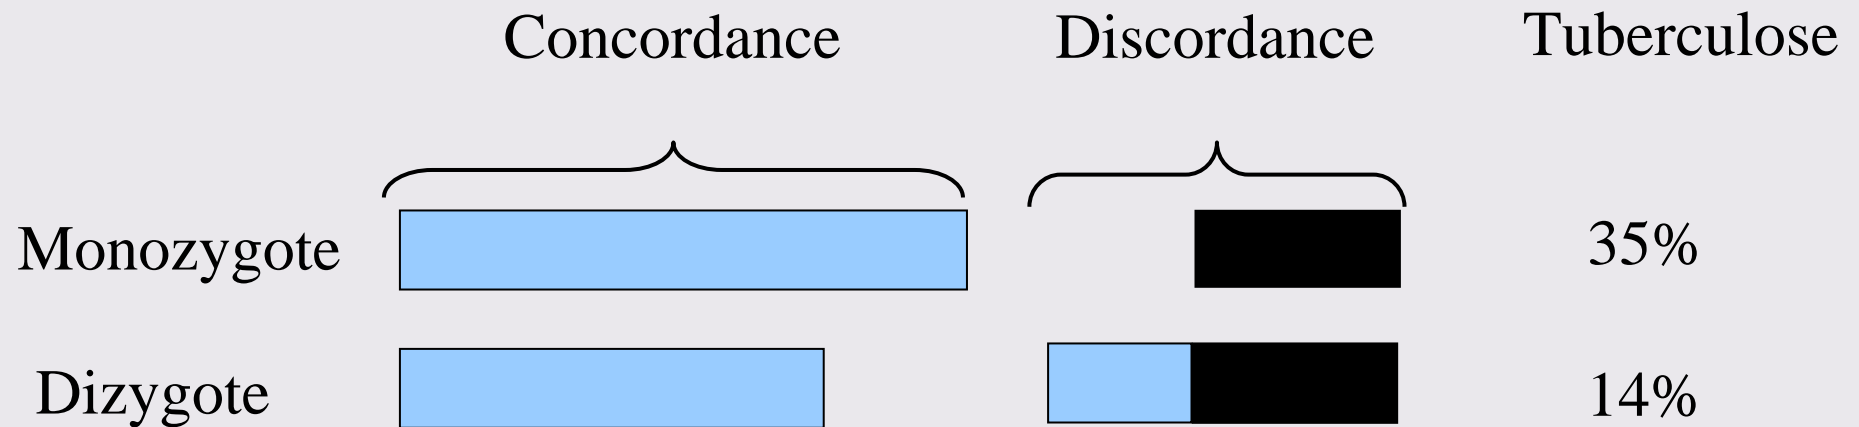 Concordance Discordance Tuberculose
Monozygote 35%
Dizygote 14%